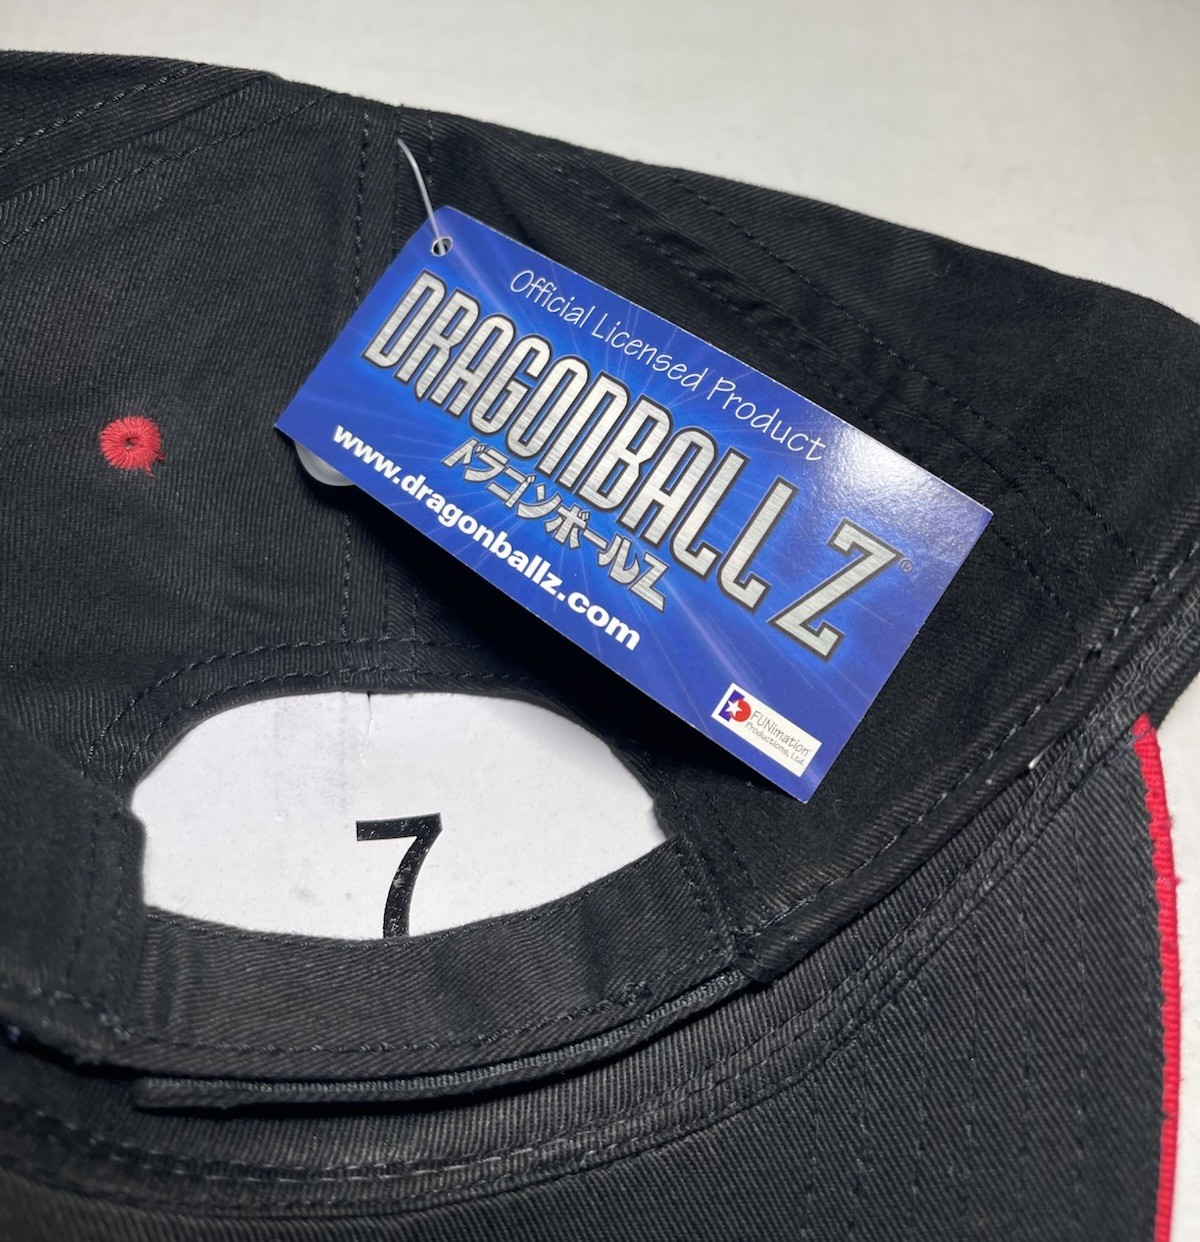 Official Licensed Product
DRAGONBALL Z®
ドラゴンボールZ
www.dragonballz.com
FUNimation®
Productions, Ltd.
7